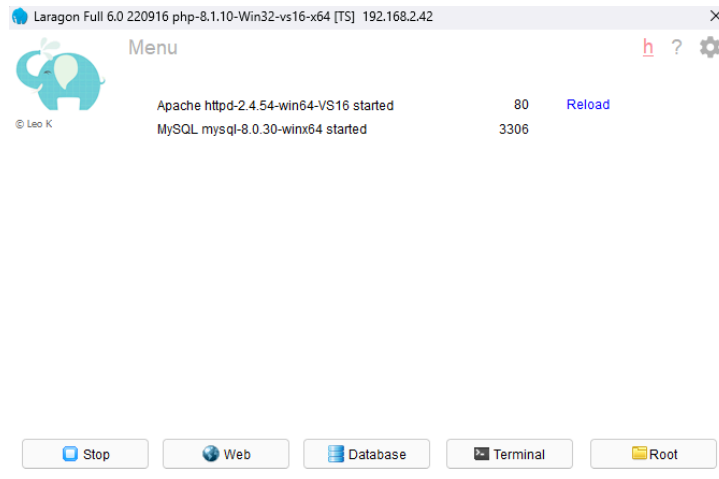 Laragon Full 6.0 220916 php-8.1.10-Win32-vs16-x64 [TS] 192.168.2.42
Menu h ?
Apache httpd-2.4.54-win64-VS16 started 80 Reload
© Leo K
MySQL mysql-8.0.30-winx64 started 3306
Stop Web Database Terminal Root